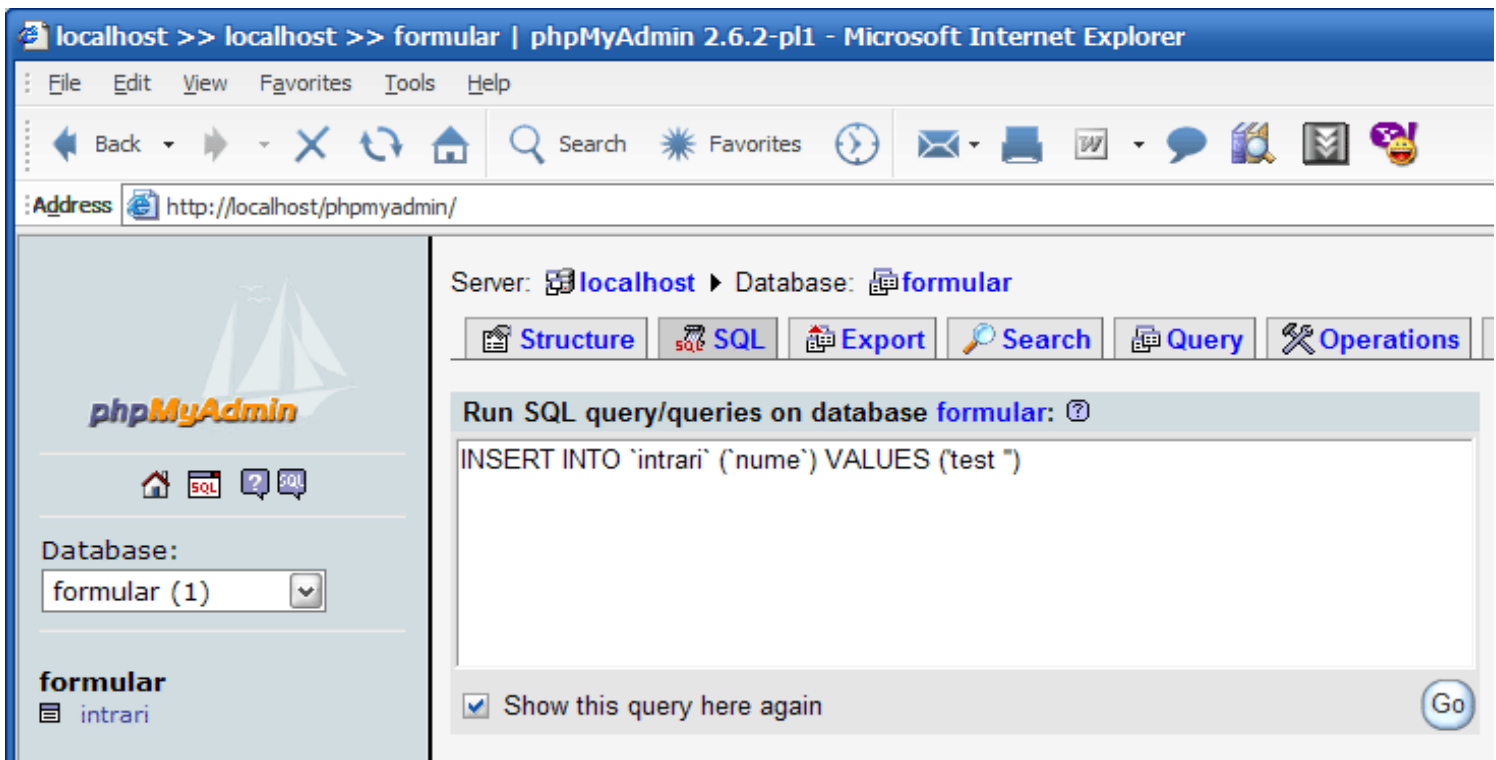 localhost >> localhost >> formular | phpMyAdmin 2.6.2-pl1 - Microsoft Internet Explorer
File Edit View Favorites Tools Help
Back Search Favorites W
Address http://localhost/phpmyadmin/
phpMyAdmin
SQL ? SQL
Database:
formular (1)
formular
intrari
Server: localhost ▸ Database: formular
Structure SQL SQL Export Search Query Operations
Run SQL query/queries on database formular: ?
INSERT INTO `intrari` (`nume`) VALUES ('test '')
Show this query here again
Go